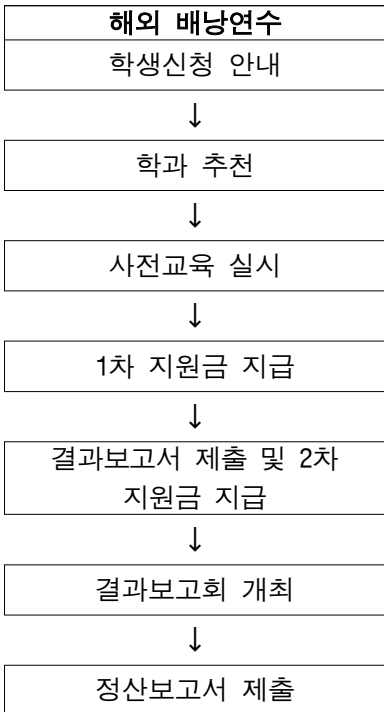 해외 배낭연수
학생신청 안내
↓
학과 추천
↓
사전교육 실시
↓
1차 지원금 지급
↓
결과보고서 제출 및 2차
지원금 지급
↓
결과보고회 개최
↓
정산보고서 제출